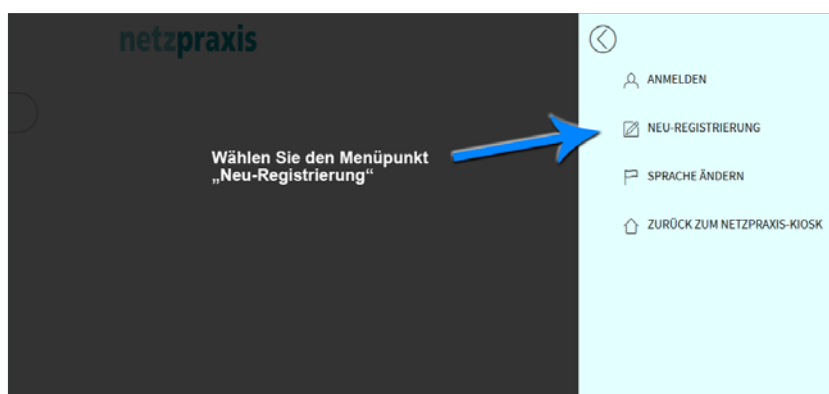 netzpraxis
ANMELDEN
NEU-REGISTRIERUNG
Wählen Sie den Menüpunkt
„Neu-Registrierung“
SPRACHE ÄNDERN
ZURÜCK ZUM NETZPRAXIS-KIOSK